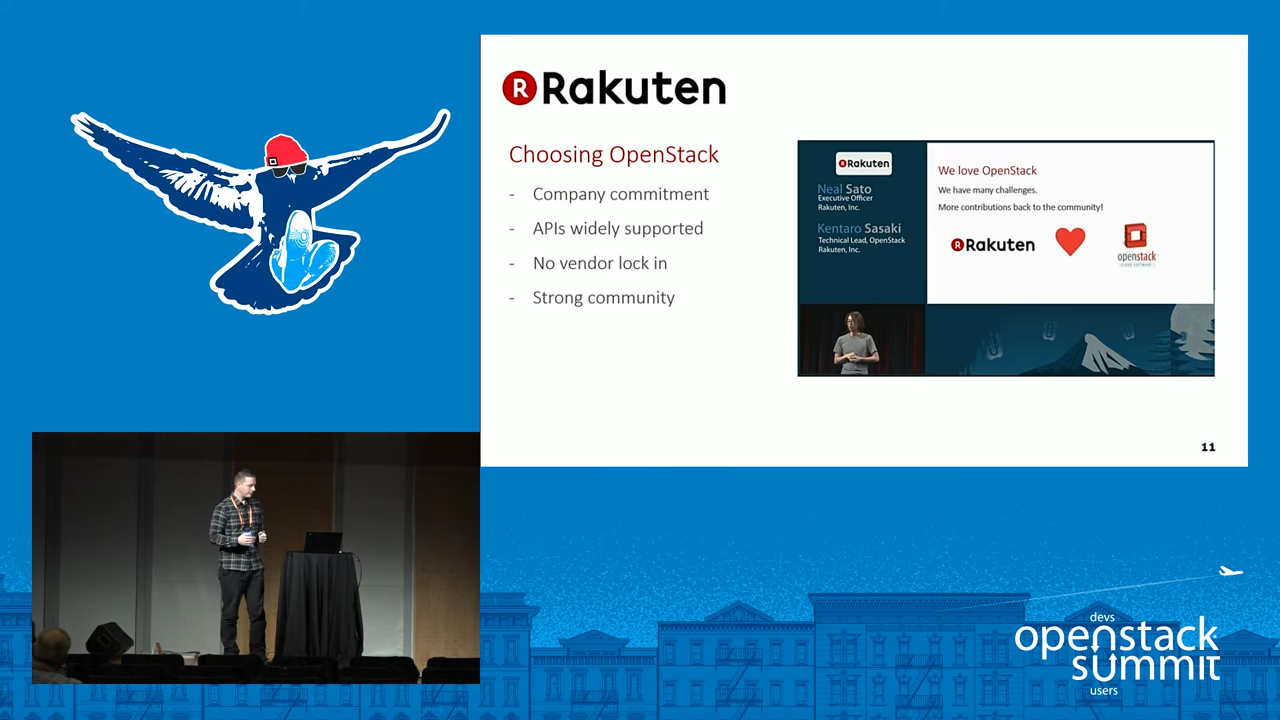 R Rakuten
Choosing OpenStack
- Company commitment
- APIs widely supported
- No vendor lock in
- Strong community
R Rakuten
Neal Sato
Executive Officer
Rakuten, Inc.
Kentaro Sasaki
Technical Lead, OpenStack
Rakuten, Inc.
We love OpenStack
We have many challenges.
More contributions back to the community!
R Rakuten
openstack
CLOUD SOFTWARE
11
devs
openstack
summit
users